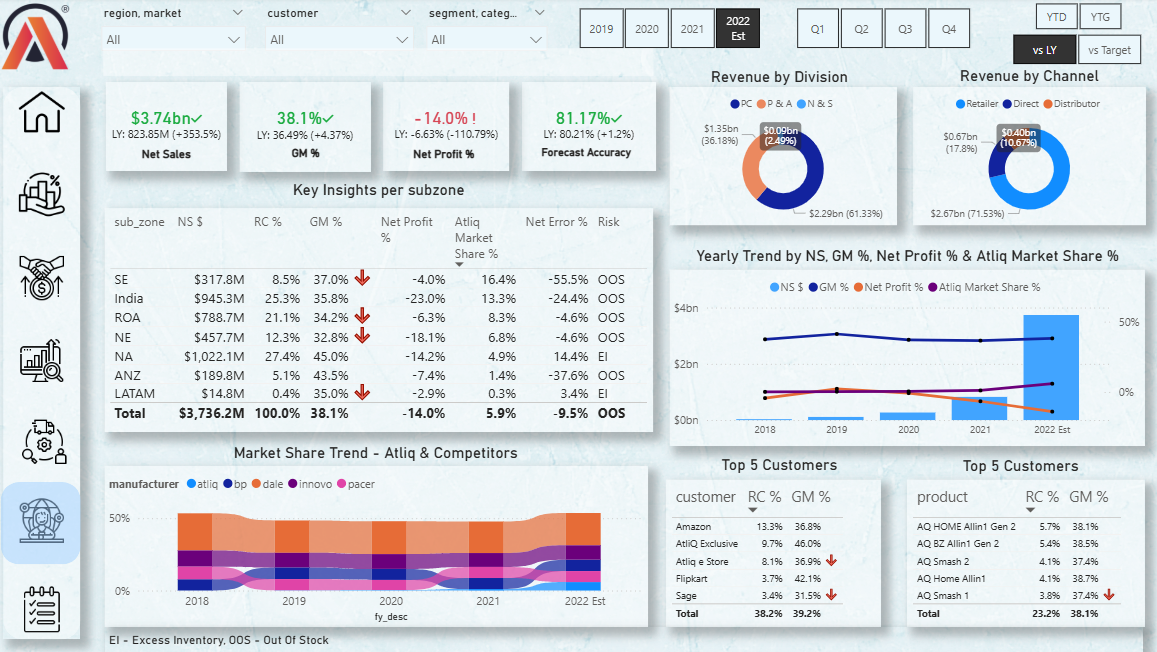 region, market
customer
segment, categ...
All
All
All
2019
2020
2021
2022
Est
Q1
Q2
Q3
Q4
YTD
YTG
vs LY
vs Target
$3.74bn
LY: 823.85M (+353.5%)
Net Sales
38.1%
LY: 36.49% (+4.37%)
GM %
-14.0% !
LY: -6.63% (-110.79%)
Net Profit %
81.17%
LY: 80.21% (+1.2%)
Forecast Accuracy
Revenue by Division
PC P & A N & S
$1.35bn
(36.18%)
$0.09bn
(2.49%)
$2.29bn (61.33%)
Revenue by Channel
Retailer Direct Distributor
$0.67bn
(17.8%)
$0.40bn
(10.67%)
$2.67bn (71.53%)
Key Insights per subzone
sub_zone NS $ RC % GM % Net Profit % Atliq Market Share % Net Error % Risk
SE $317.8M 8.5% 37.0% -4.0% 16.4% -55.5% OOS
India $945.3M 25.3% 35.8% -23.0% 13.3% -24.4% OOS
ROA $788.7M 21.1% 34.2% -6.3% 8.3% -4.6% OOS
NE $457.7M 12.3% 32.8% -18.1% 6.8% -4.6% OOS
NA $1,022.1M 27.4% 45.0% -14.2% 4.9% 14.4% EI
ANZ $189.8M 5.1% 43.5% -7.4% 1.4% -37.6% OOS
LATAM $14.8M 0.4% 35.0% -2.9% 0.3% 3.4% EI
Total $3,736.2M 100.0% 38.1% -14.0% 5.9% -9.5% OOS
Yearly Trend by NS, GM %, Net Profit % & Atliq Market Share %
NS $ GM % Net Profit % Atliq Market Share %
$4bn
$2bn
$0bn
50%
0%
2018 2019 2020 2021 2022 Est
Market Share Trend - Atliq & Competitors
manufacturer atliq bp dale innovo pacer
50%
0%
2018 2019 2020 2021 2022 Est
fy_desc
Top 5 Customers
customer RC % GM %
Amazon 13.3% 36.8%
AtliQ Exclusive 9.7% 46.0%
Atliq e Store 8.1% 36.9%
Flipkart 3.7% 42.1%
Sage 3.4% 31.5%
Total 38.2% 39.2%
Top 5 Customers
product RC % GM %
AQ HOME Allin1 Gen 2 5.7% 38.1%
AQ BZ Allin1 Gen 2 5.4% 38.5%
AQ Smash 2 4.1% 37.4%
AQ Home Allin1 4.1% 38.7%
AQ Smash 1 3.8% 37.4%
Total 23.2% 38.1%
EI - Excess Inventory, OOS - Out Of Stock